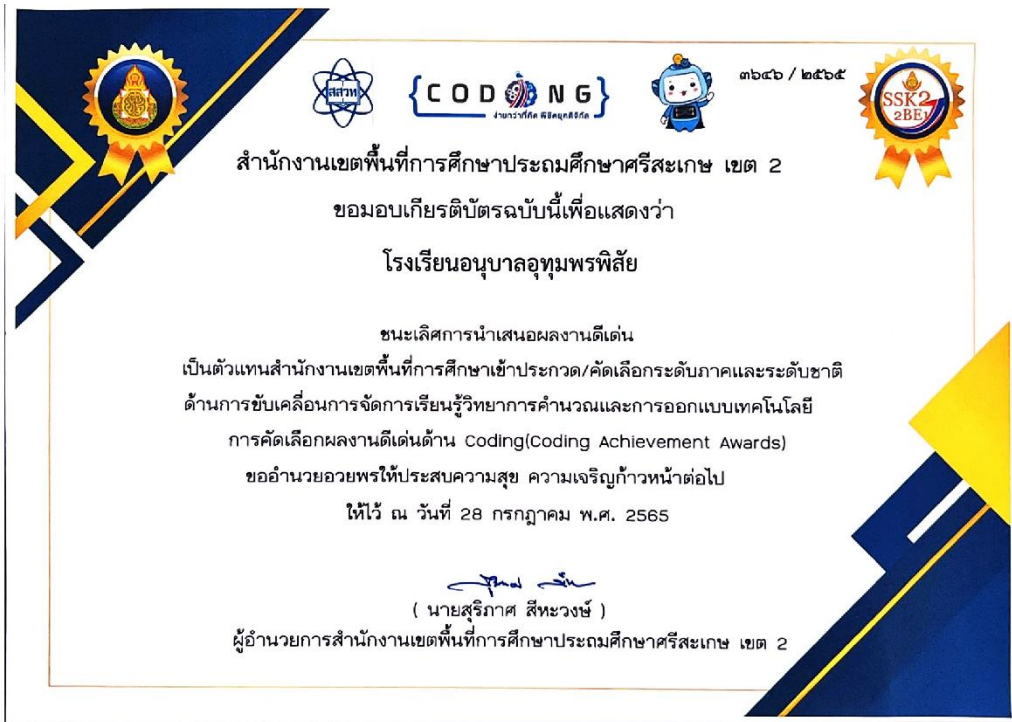 สสวท
{CODING}
ง่ายกว่าที่คิด พิชิตยุคดิจิทัล
๓๖๔๖ / ๒๕๖๕
SSK2
สำนักงานเขตพื้นที่การศึกษาประถมศึกษาศรีสะเกษ เขต 2
ขอมอบเกียรติบัตรฉบับนี้เพื่อแสดงว่า
โรงเรียนอนุบาลอุทุมพรพิสัย
ชนะเลิศการนำเสนอผลงานดีเด่น
เป็นตัวแทนสำนักงานเขตพื้นที่การศึกษาเข้าประกวด/คัดเลือกระดับภาคและระดับชาติ
ด้านการขับเคลื่อนการจัดการเรียนรู้วิทยาการคำนวณและการออกแบบเทคโนโลยี
การคัดเลือกผลงานดีเด่นด้าน Coding(Coding Achievement Awards)
ขออำนวยอวยพรให้ประสบความสุข ความเจริญก้าวหน้าต่อไป
ให้ไว้ ณ วันที่ 28 กรกฎาคม พ.ศ. 2565
( นายสุริภาศ สีหะวงษ์ )
ผู้อำนวยการสำนักงานเขตพื้นที่การศึกษาประถมศึกษาศรีสะเกษ เขต 2